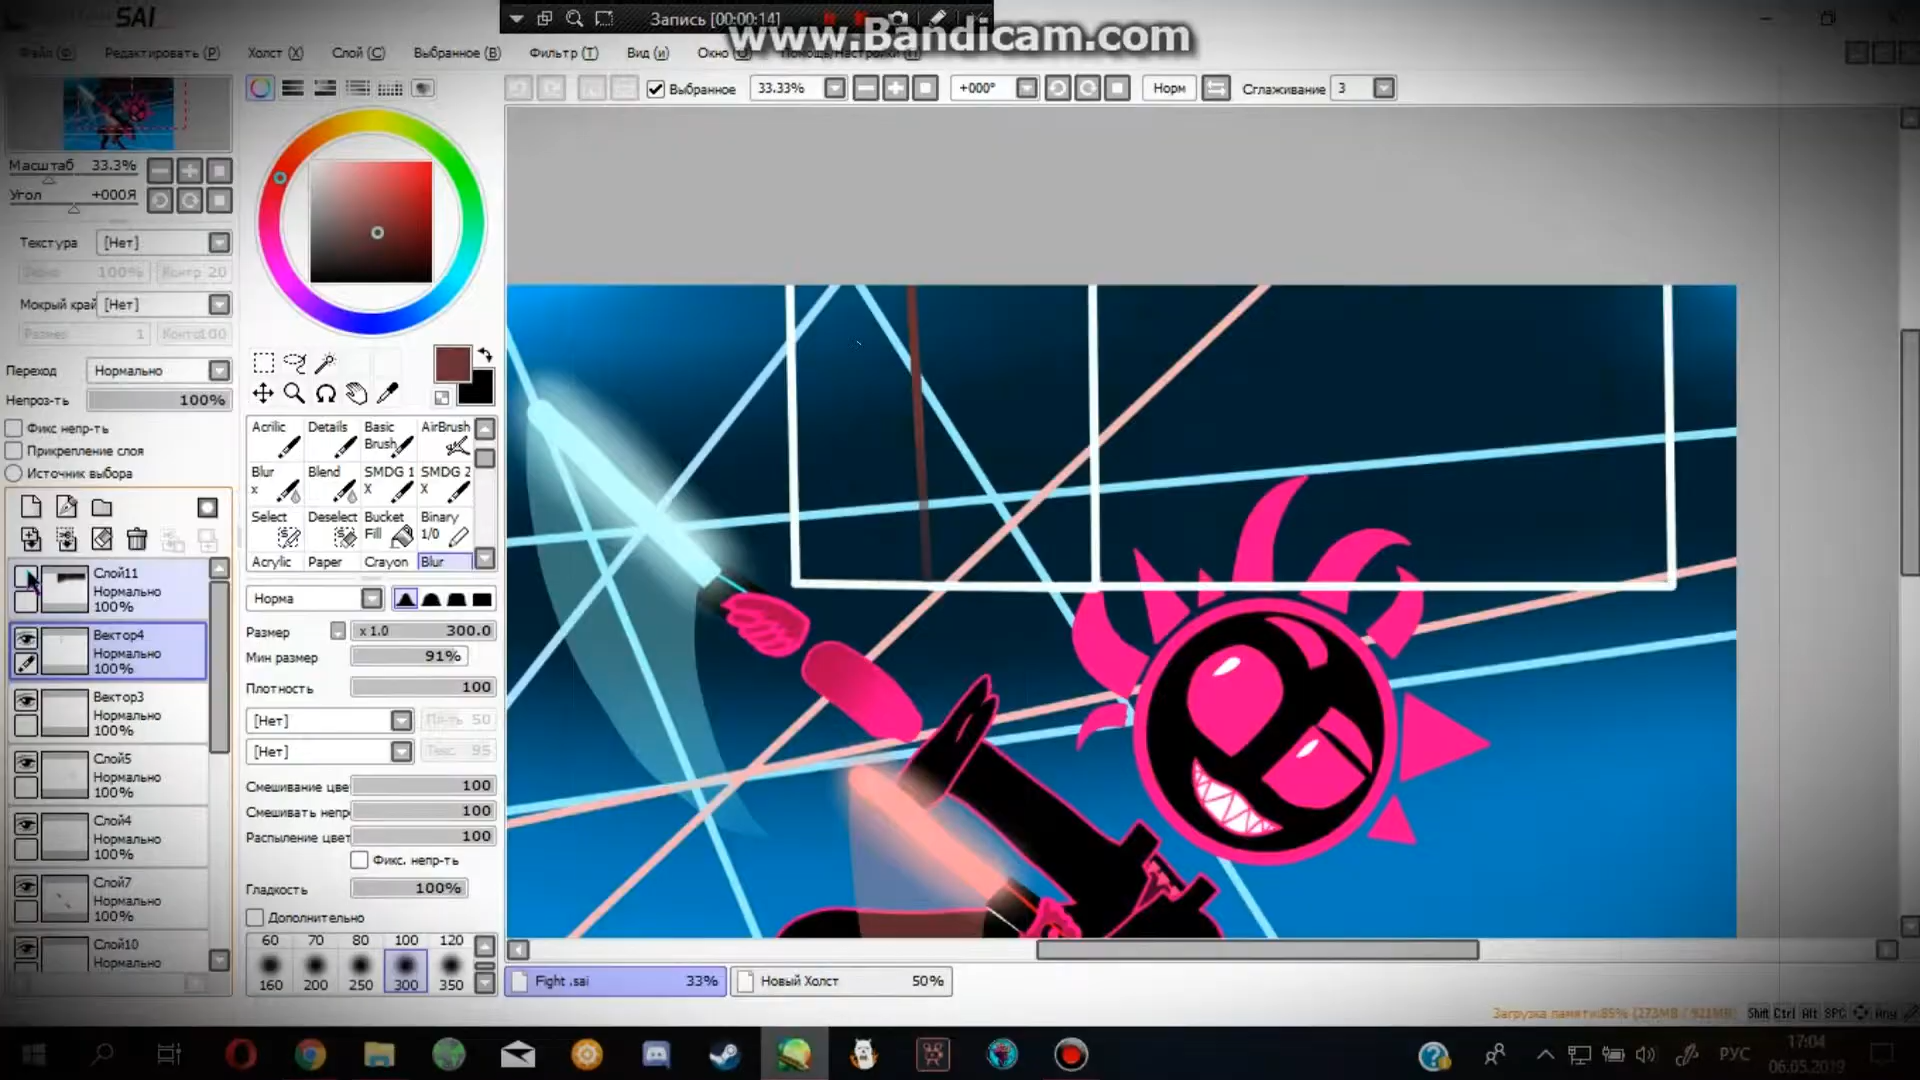 SAI
Запись [00:00:14]
www.Bandicam.com
Файл (Ф)
Редактировать (Р)
Холст (Х)
Слой (С)
Выбранное (В)
Фильтр (Т)
Вид (и)
Окно
Помощь/Настройки
Выбранное
33.33%
+000°
Норм
Сглаживание 3
Масштаб 33.3%
Угол +000Я
Текстура [Нет]
100%
Контр 20
Мокрый край [Нет]
Размер 1
Переход Нормально
Непроз-ть 100%
Фикс непр-ть
Прикрепление слоя
Источник выбора
Слой11
Нормально
100%
Вектор4
Нормально
100%
Вектор3
Нормально
100%
Слой5
Нормально
100%
Слой4
Нормально
100%
Слой7
Нормально
100%
Слой10
Нормально
Acrilic
Details
Basic Brush
AirBrush
Blur x
Blend
SMDG 1 X
SMDG 2 X
Select
Deselect
Bucket Fill
Binary 1/0
Acrylic
Paper
Crayon
Blur
Норма
Размер x 1.0 300.0
Мин размер 91%
Плотность 100
[Нет] 50
[Нет] Текс. 95
Смешивание цве 100
Смешивать непр 100
Распыление цвет 100
Фикс. непр-ть
Гладкость 100%
Дополнительно
60 70 80 100 120
160 200 250 300 350
Fight .sai 33%
Новый Холст 50%
Загрузка памяти:85% (273MB / 921MB)
Shift Ctrl Alt SPC Any
РУС
17:04
06.05.2019